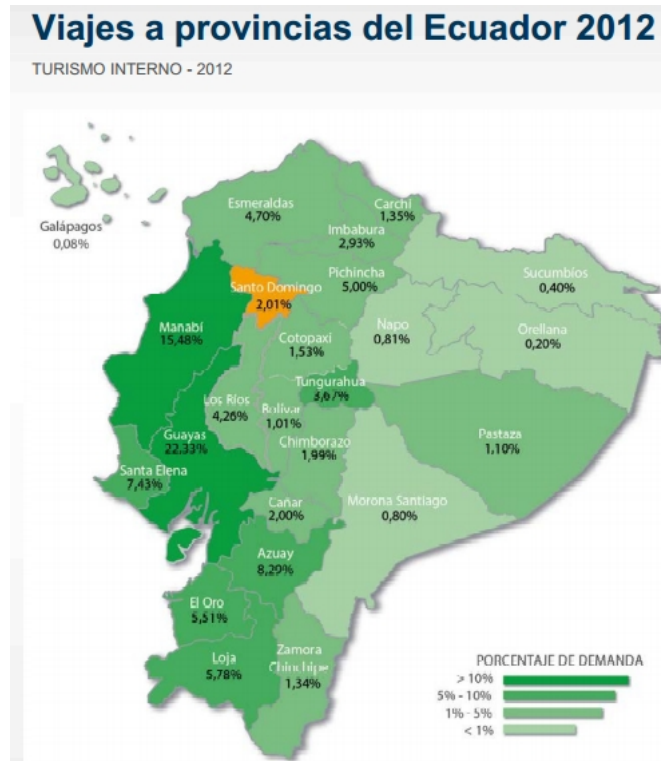 Viajes a provincias del Ecuador 2012
TURISMO INTERNO - 2012
Galápagos
0,08%
Esmeraldas
4,70%
Carchí
1,35%
Imbabura
2,93%
Pichincha
5,00%
Sucumbíos
0,40%
Santo Domingo
2,01%
Napo
0,81%
Orellana
0,20%
Manabí
15,48%
Cotopaxí
1,53%
Tungurahua
3,67%
Los Ríos
4,26%
Bolívar
1,01%
Guayas
22,33%
Chimborazo
1,99%
Pastaza
1,10%
Santa Elena
7,43%
Cañar
2,00%
Morona Santiago
0,80%
Azuay
8,29%
El Oro
5,51%
Loja
5,78%
Zamora
Chinchipe
1,34%
PORCENTAJE DE DEMANDA
> 10%
5% - 10%
1% - 5%
< 1%